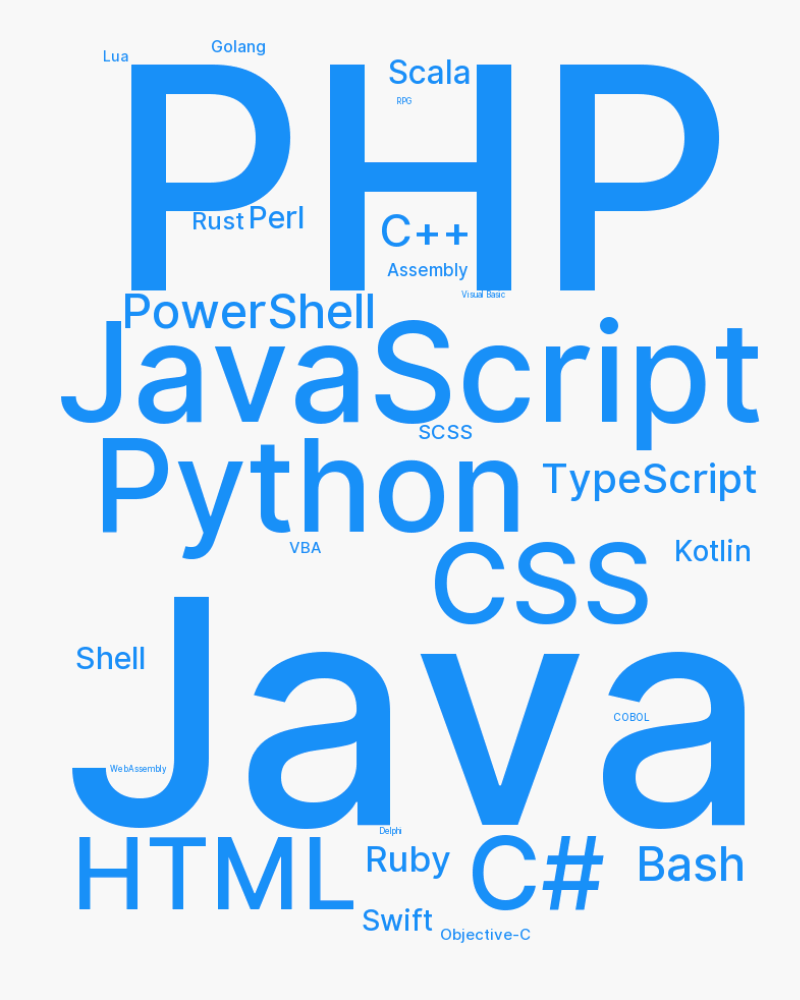 Golang
Lua
PHP
Scala
RPG
Rust
Perl
C++
Assembly
Visual Basic
PowerShell
JavaScript
SCSS
Python
TypeScript
VBA
Kotlin
CSS
Shell
Java
COBOL
WebAssembly
Delphi
HTML
Ruby
C#
Bash
Swift
Objective-C